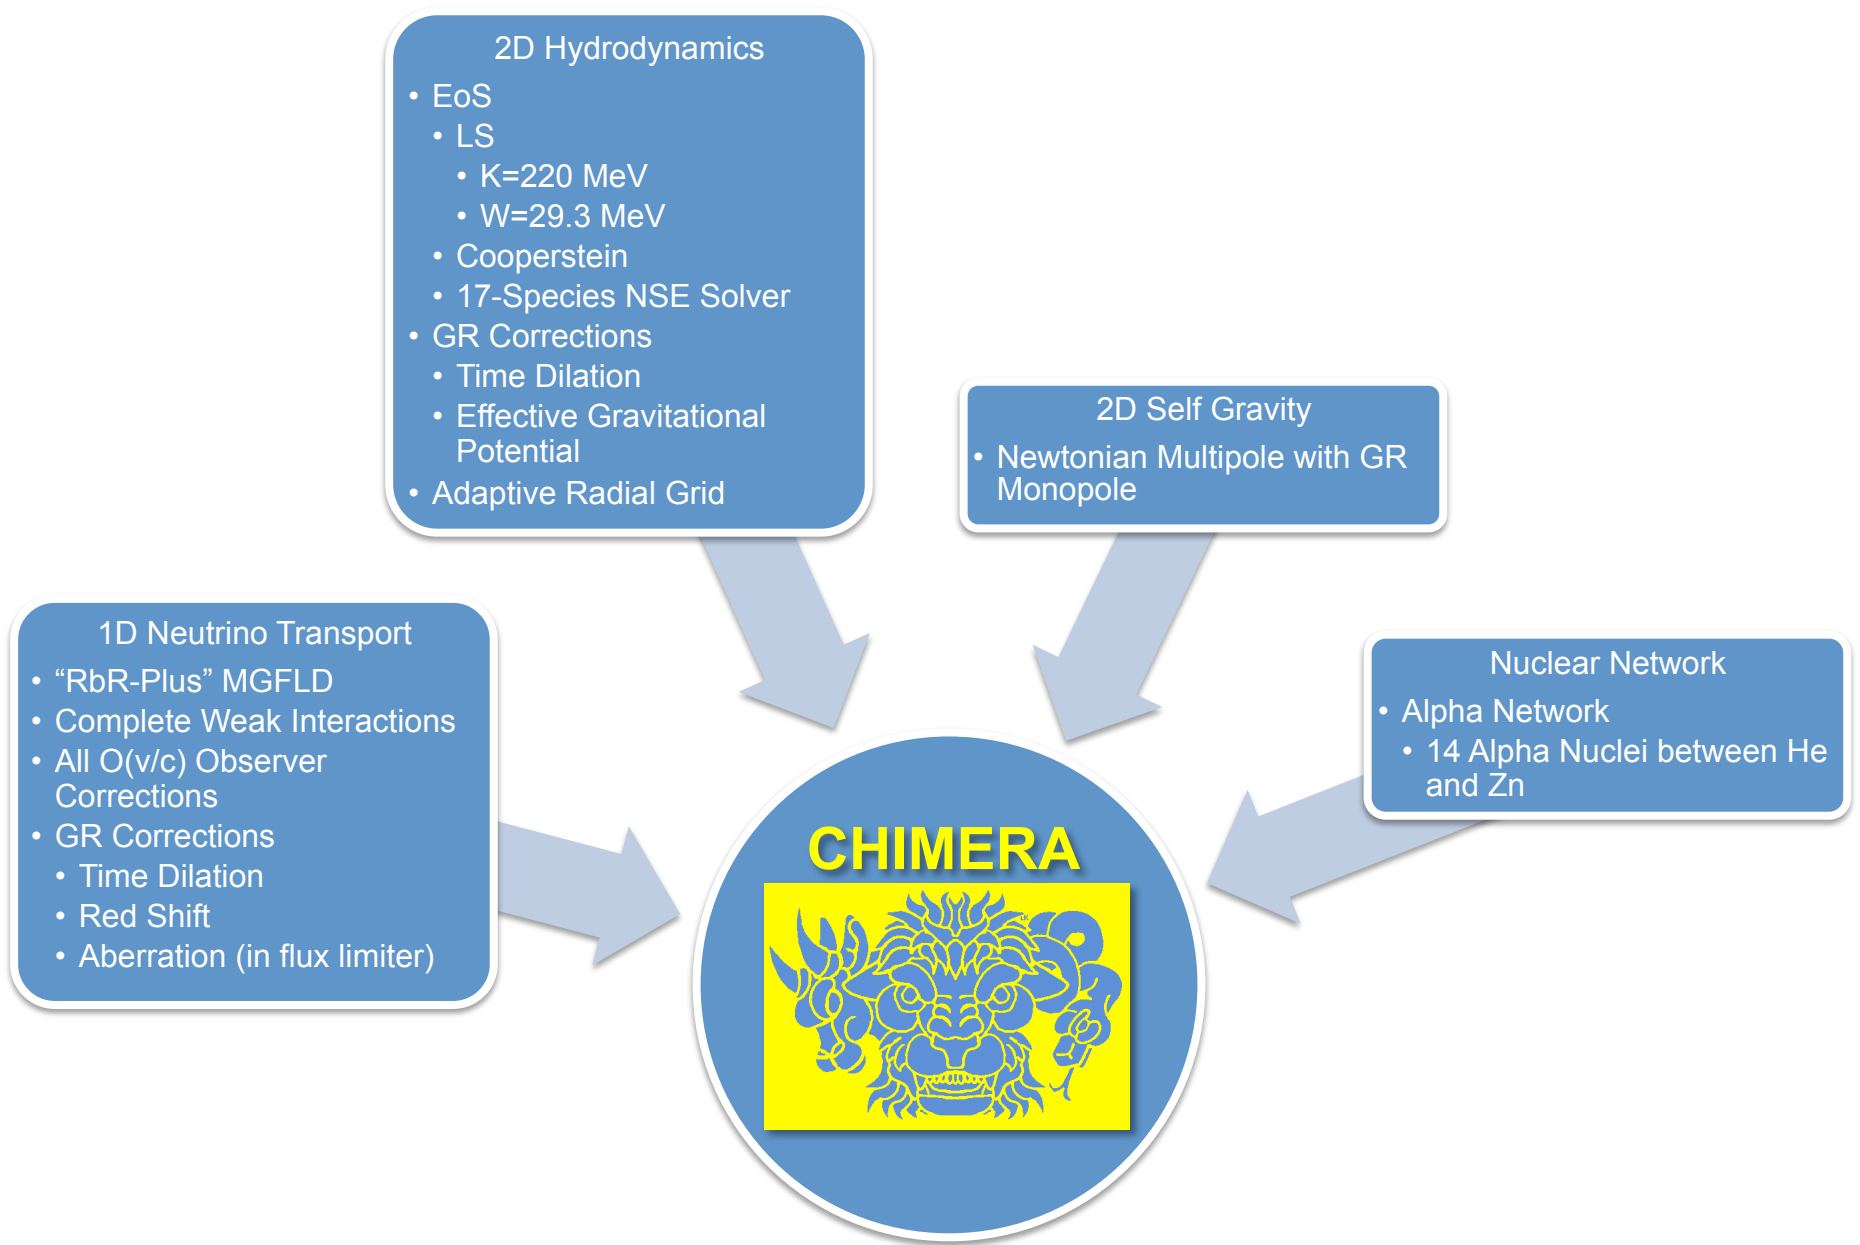 2D Hydrodynamics
• EoS
• LS
• K=220 MeV
• W=29.3 MeV
• Cooperstein
• 17-Species NSE Solver
• GR Corrections
• Time Dilation
• Effective Gravitational
Potential
• Adaptive Radial Grid
2D Self Gravity
• Newtonian Multipole with GR
Monopole
1D Neutrino Transport
• “RbR-Plus” MGFLD
• Complete Weak Interactions
• All O(v/c) Observer
Corrections
• GR Corrections
• Time Dilation
• Red Shift
• Aberration (in flux limiter)
Nuclear Network
• Alpha Network
• 14 Alpha Nuclei between He
and Zn
CHIMERA